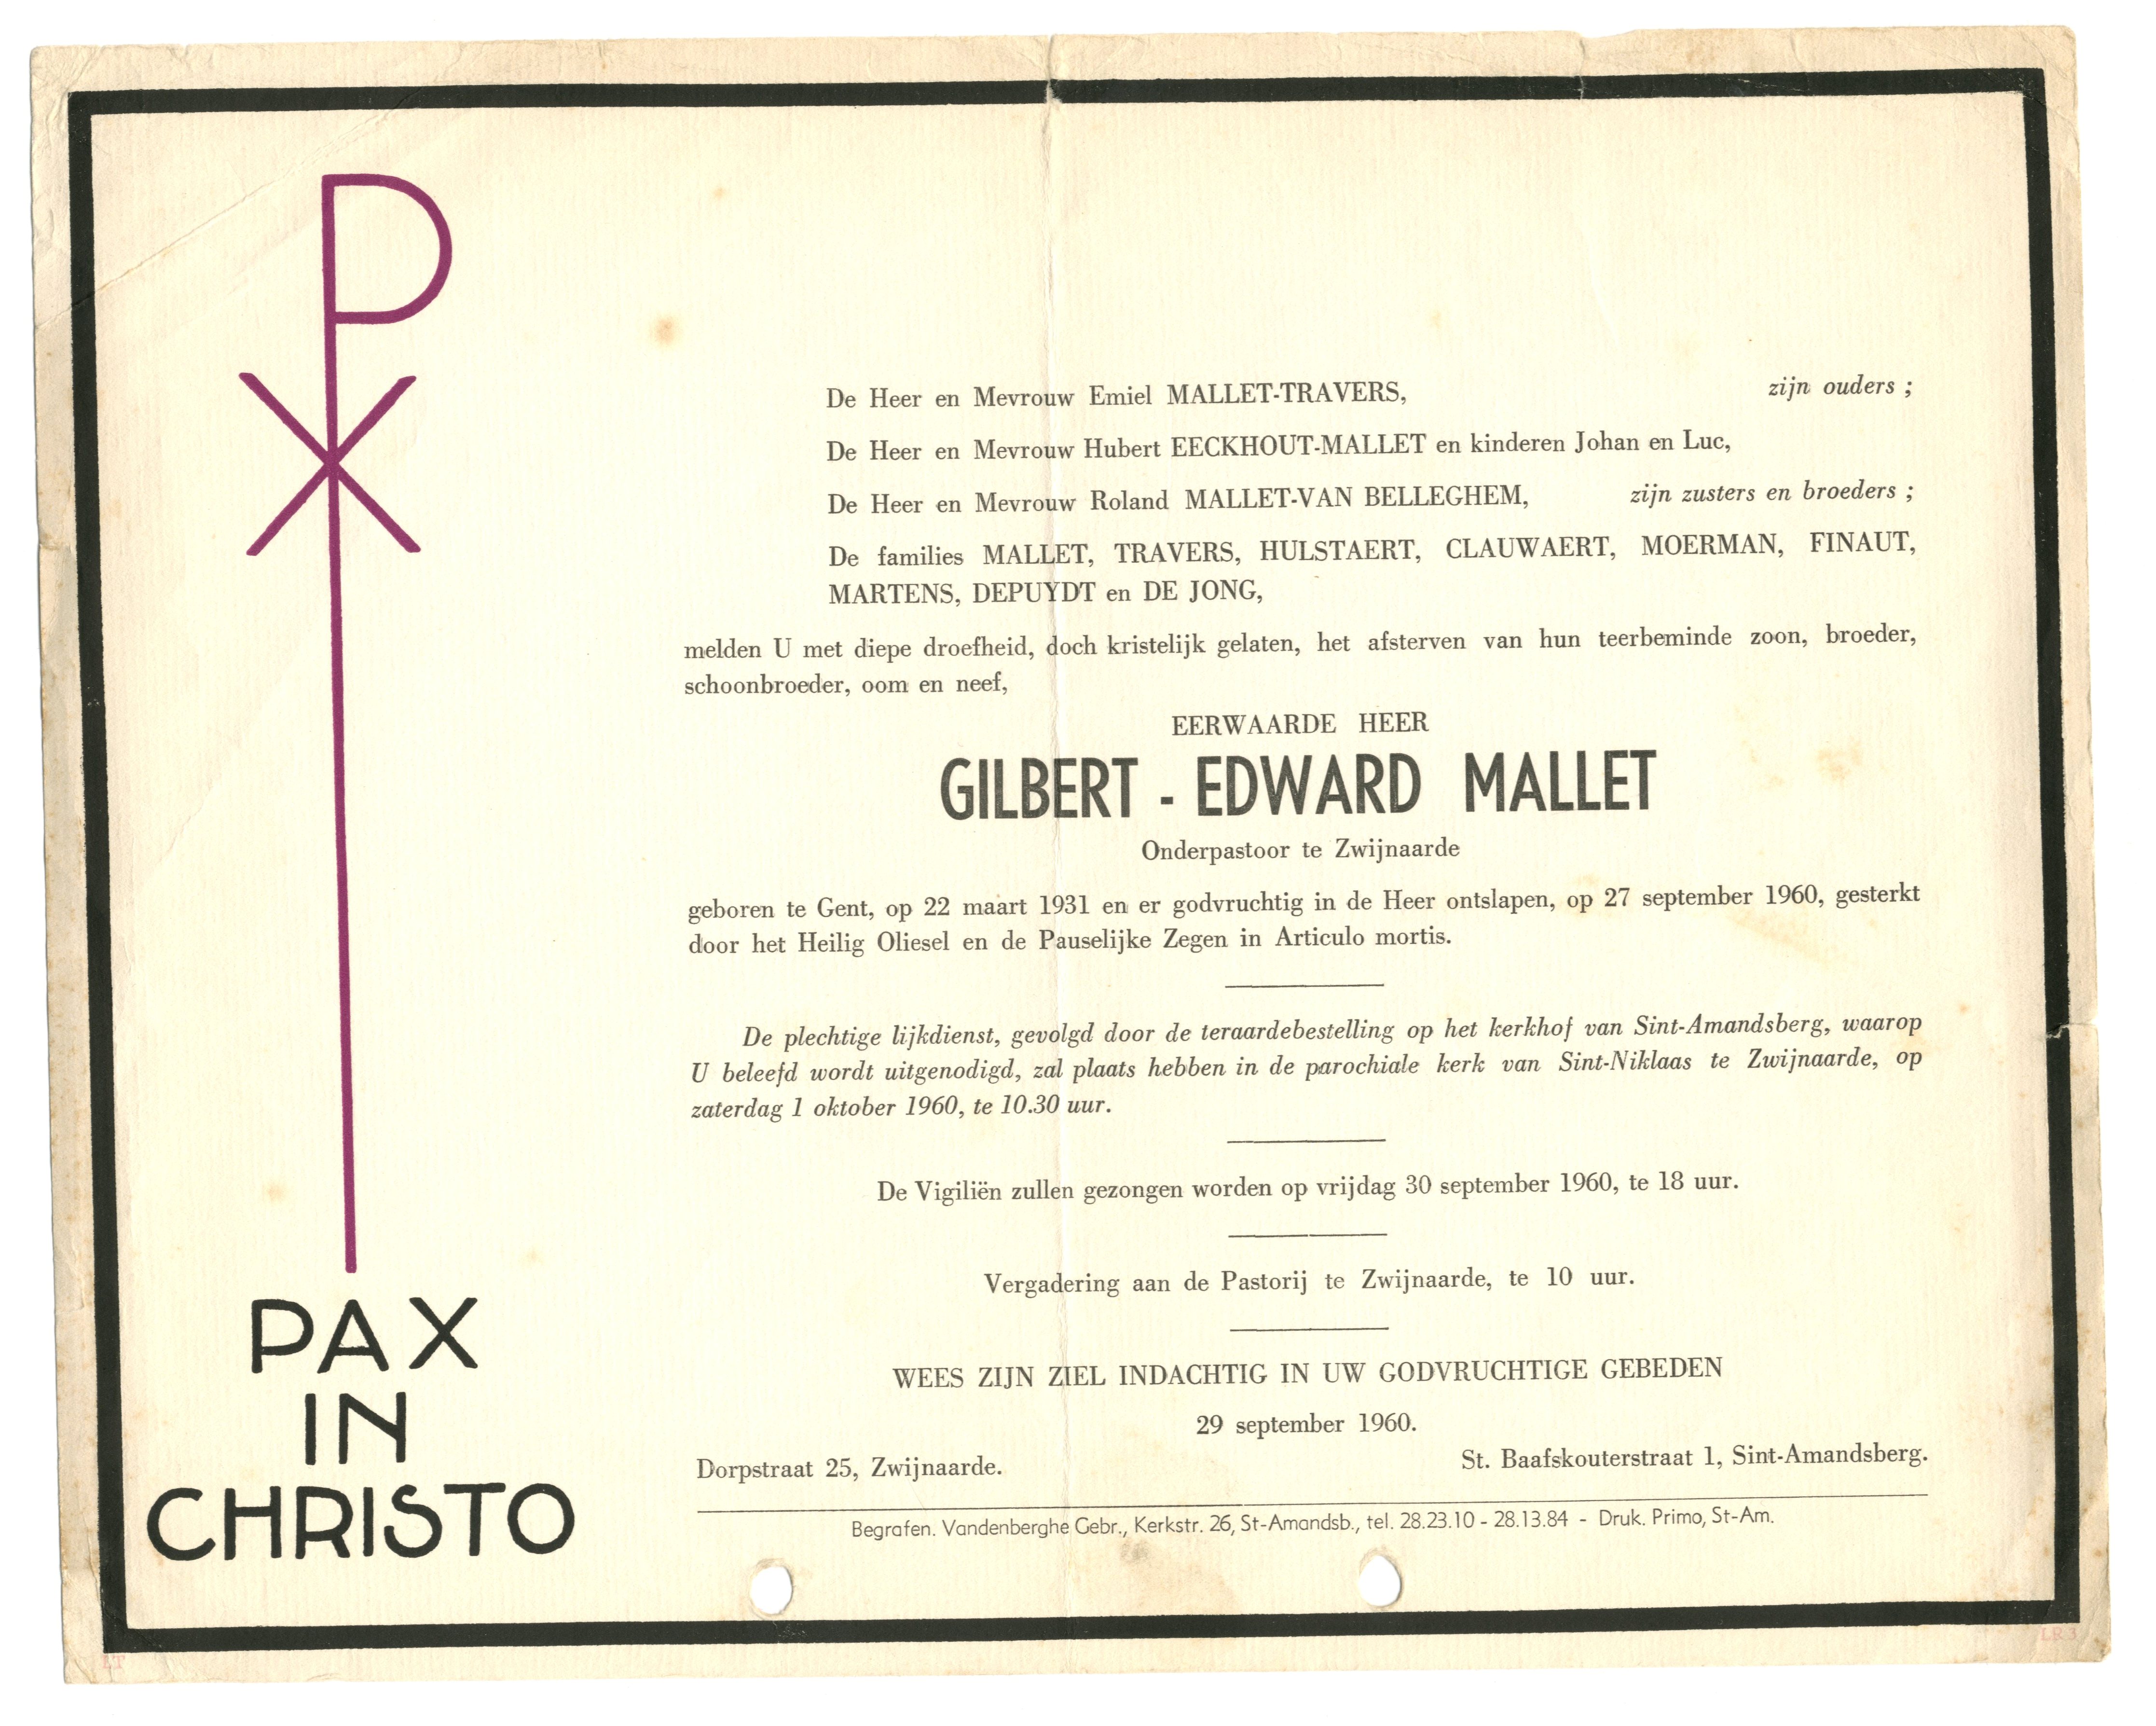 De Heer en Mevrouw Emiel MALLET-TRAVERS, zijn ouders ;
De Heer en Mevrouw Hubert EECKHOUT-MALLET en kinderen Johan en Luc,
De Heer en Mevrouw Roland MALLET-VAN BELLEGHEM, zijn zusters en broeders ;
De families MALLET, TRAVERS, HULSTAERT, CLAUWAERT, MOERMAN, FINAUT,
MARTENS, DEPUYDT en DE JONG,
melden U met diepe droefheid, doch kristelijk gelaten, het afsterven van hun teerbeminde zoon, broeder,
schoonbroeder, oom en neef,
EERWAARDE HEER
GILBERT - EDWARD MALLET
Onderpastoor te Zwijnaarde
geboren te Gent, op 22 maart 1931 en er godvruchtig in de Heer ontslapen, op 27 september 1960, gesterkt
door het Heilig Oliesel en de Pauselijke Zegen in Articulo mortis.
De plechtige lijkdienst, gevolgd door de teraardebestelling op het kerkhof van Sint-Amandsberg, waarop
U beleefd wordt uitgenodigd, zal plaats hebben in de parochiale kerk van Sint-Niklaas te Zwijnaarde, op
zaterdag 1 oktober 1960, te 10.30 uur.
De Vigiliën zullen gezongen worden op vrijdag 30 september 1960, te 18 uur.
Vergadering aan de Pastorij te Zwijnaarde, te 10 uur.
WEES ZIJN ZIEL INDACHTIG IN UW GODVRUCHTIGE GEBEDEN
29 september 1960.
Dorpstraat 25, Zwijnaarde. St. Baafskouterstraat 1, Sint-Amandsberg.
Begrafen. Vandenberghe Gebr., Kerkstr. 26, St-Amandsb., tel. 28.23.10 - 28.13.84 - Druk. Primo, St-Am.
PAX
IN
CHRISTO
LT
LR3